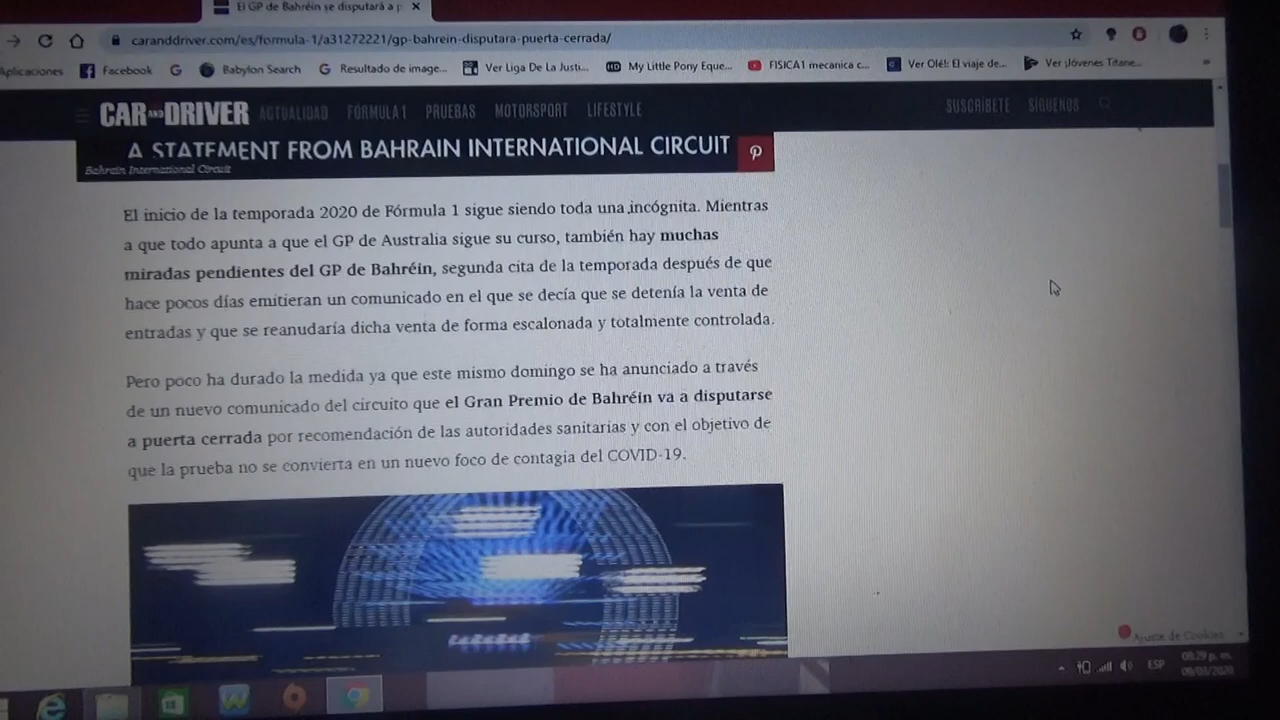 El GP de Bahréin se disputará a p
caranddriver.com/es/formula-1/a31272221/gp-bahrein-disputara-puerta-cerrada/
Aplicaciones Facebook Babylon Search Resultado de image... Ver Liga De La Justi... My Little Pony Eque... FISICA1 mecanica c... Ver Olé!: El viaje de... Ver ¡Jóvenes Titane...
CAR AND DRIVER ACTUALIDAD FÓRMULA 1 PRUEBAS MOTORSPORT LIFESTYLE SUSCRÍBETE SÍGUENOS
A STATEMENT FROM BAHRAIN INTERNATIONAL CIRCUIT
Bahrein International Circuit
El inicio de la temporada 2020 de Fórmula 1 sigue siendo toda una incógnita. Mientras
a que todo apunta a que el GP de Australia sigue su curso, también hay muchas
miradas pendientes del GP de Bahréin, segunda cita de la temporada después de que
hace pocos días emitieran un comunicado en el que se decía que se detenía la venta de
entradas y que se reanudaría dicha venta de forma escalonada y totalmente controlada.
Pero poco ha durado la medida ya que este mismo domingo se ha anunciado a través
de un nuevo comunicado del circuito que el Gran Premio de Bahréin va a disputarse
a puerta cerrada por recomendación de las autoridades sanitarias y con el objetivo de
que la prueba no se convierta en un nuevo foco de contagia del COVID-19.
Ajuste de Cookies
ESP
08:29 p. m.
09/03/2020